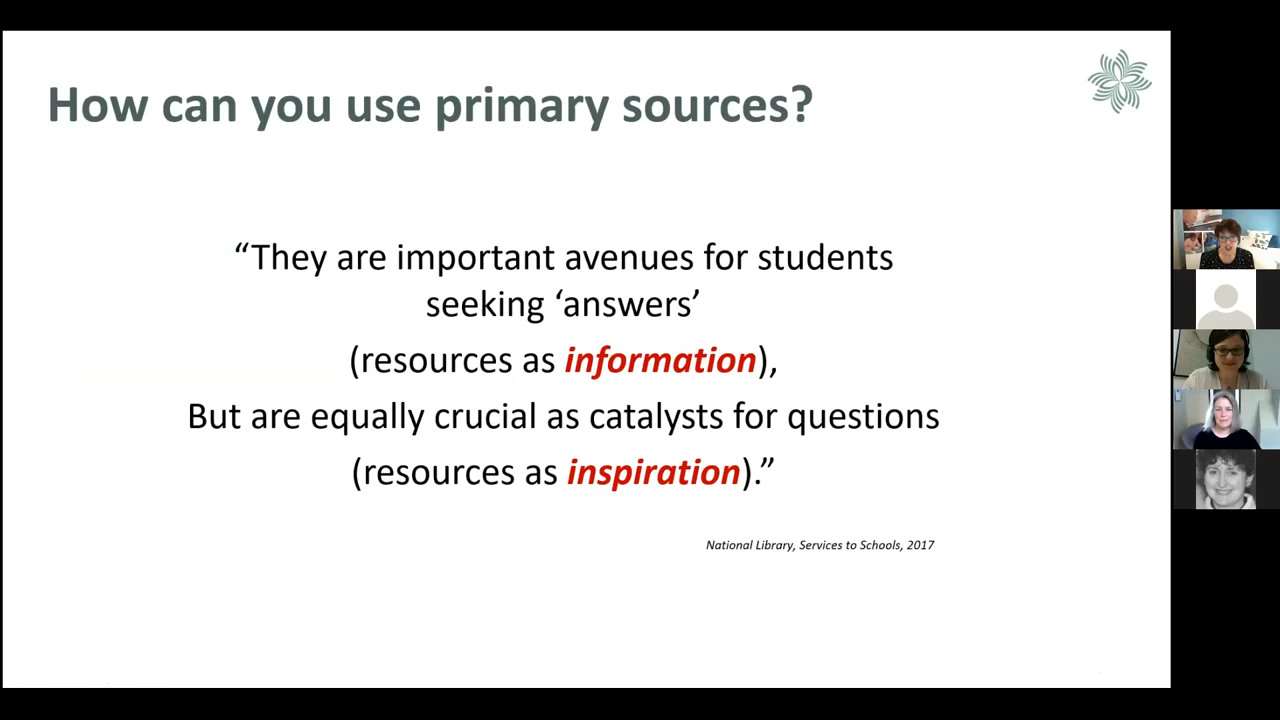 How can you use primary sources?
“They are important avenues for students
seeking ‘answers’
(resources as information),
But are equally crucial as catalysts for questions
(resources as inspiration).”
National Library, Services to Schools, 2017